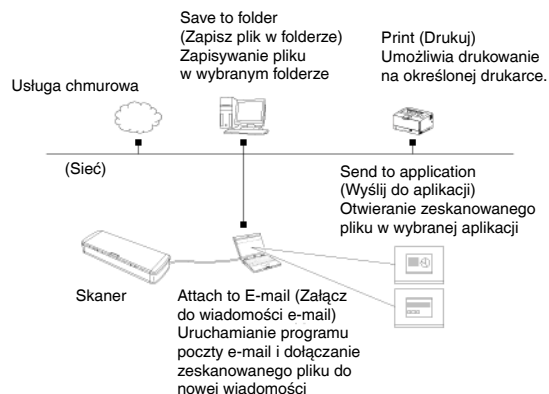 Save to folder
(Zapisz plik w folderze)
Zapisywanie pliku
w wybranym folderze
Print (Drukuj)
Umożliwia drukowanie
na określonej drukarce.
Usługa chmurowa
(Sieć)
Send to application
(Wyślij do aplikacji)
Otwieranie zeskanowanego
pliku w wybranej aplikacji
Skaner
Attach to E-mail (Załącz
do wiadomości e-mail)
Uruchamianie programu
poczty e-mail i dołączanie
zeskanowanego pliku do
nowej wiadomości